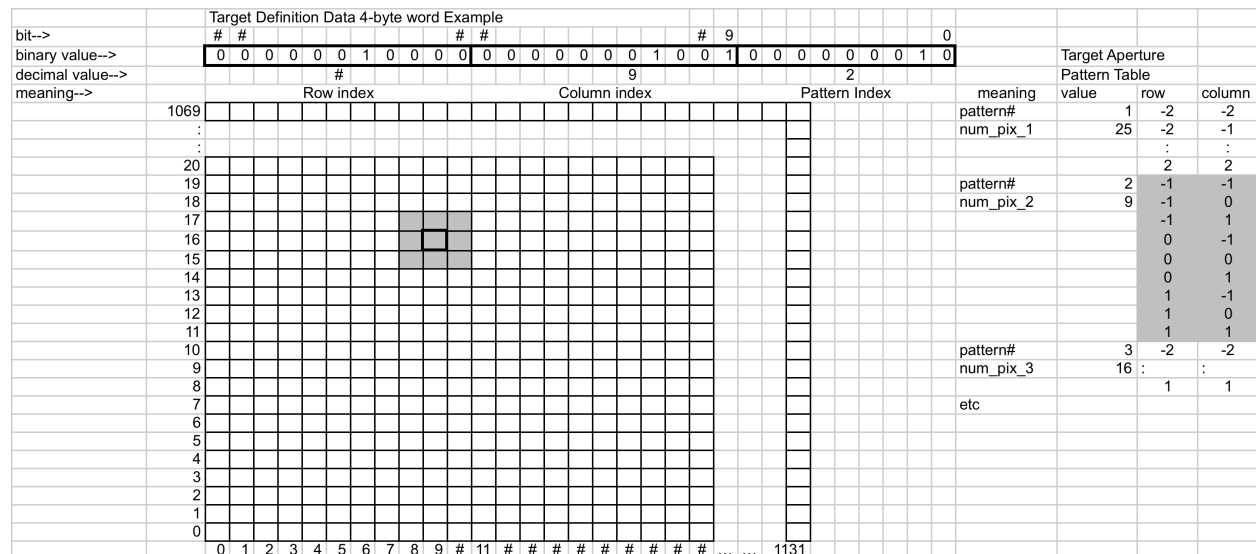 Target Definition Data 4-byte word Example
bit--> # # # # # 9 0
binary value--> 0 0 0 0 0 0 1 0 0 0 0 0 0 0 0 0 0 0 1 0 0 1 0 0 0 0 0 0 0 1 0 Target Aperture
decimal value--> # 9 2 Pattern Table
meaning--> Row index Column index Pattern Index meaning value row column
1069 pattern# 1 -2 -2
: num_pix_1 25 -2 -1
: : :
20 2 2
19 pattern# 2 -1 -1
18 num_pix_2 9 -1 0
17 -1 1
16 0 -1
15 0 0
14 0 1
13 1 -1
12 1 0
11 1 1
10 pattern# 3 -2 -2
9 num_pix_3 16 : :
8 1 1
7 etc
6
5
4
3
2
1
0
0 1 2 3 4 5 6 7 8 9 # 11 # # # # # # # # # ... ... 1131